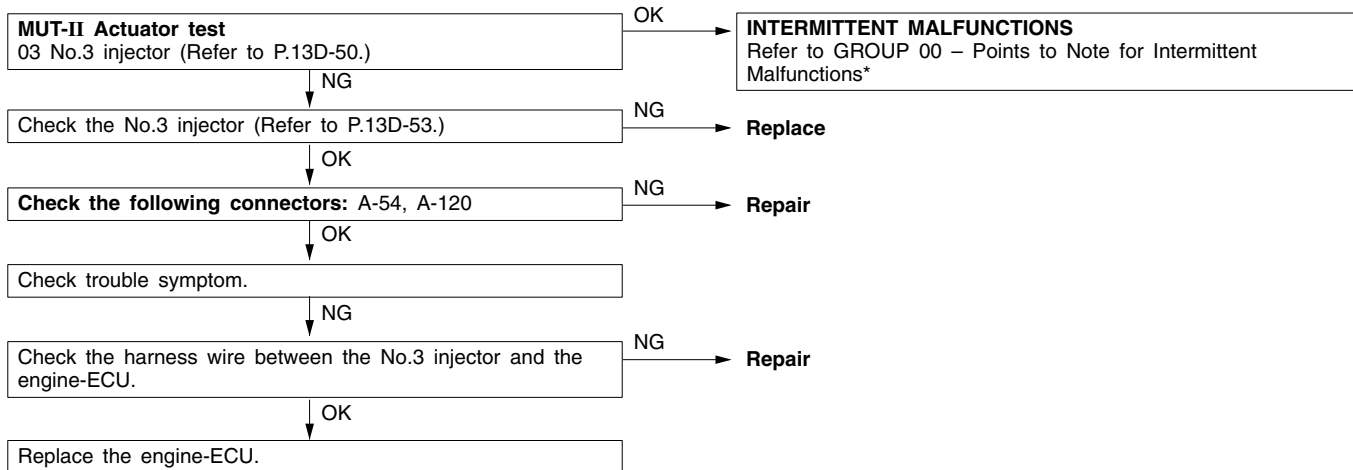 MUT-II Actuator test
03 No.3 injector (Refer to P.13D-50.)
OK
INTERMITTENT MALFUNCTIONS
Refer to GROUP 00 – Points to Note for Intermittent
Malfunctions*
NG
Check the No.3 injector (Refer to P.13D-53.)
NG
Replace
OK
Check the following connectors: A-54, A-120
NG
Repair
OK
Check trouble symptom.
NG
Check the harness wire between the No.3 injector and the
engine-ECU.
NG
Repair
OK
Replace the engine-ECU.